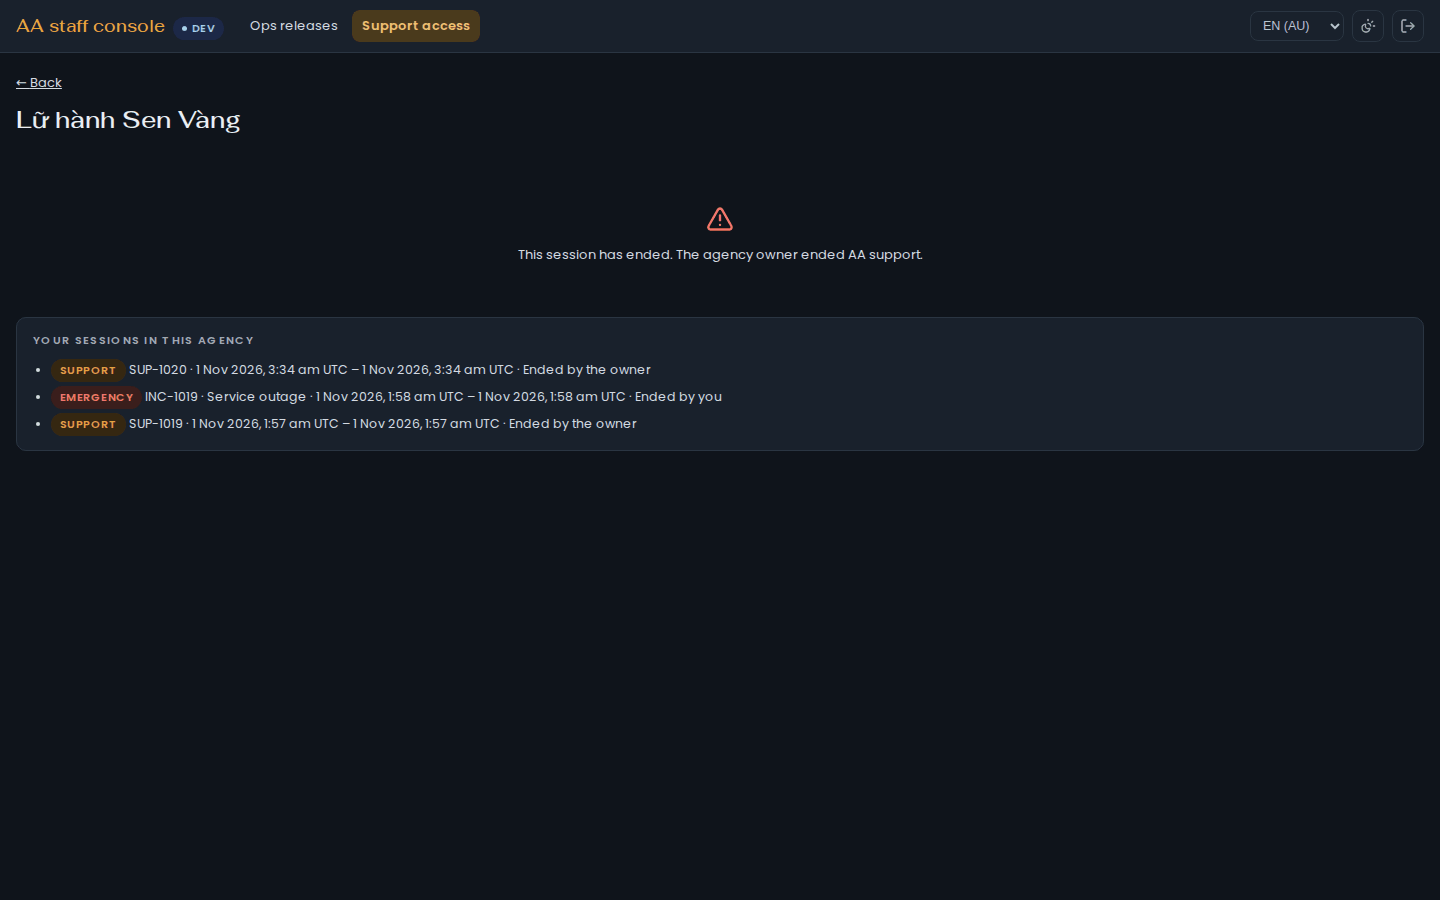 AA staff console
DEV
Ops releases
Support access
EN (AU)
← Back
Lữ hành Sen Vàng
This session has ended. The agency owner ended AA support.
YOUR SESSIONS IN THIS AGENCY
• SUPPORT SUP-1020 · 1 Nov 2026, 3:34 am UTC – 1 Nov 2026, 3:34 am UTC · Ended by the owner
• EMERGENCY INC-1019 · Service outage · 1 Nov 2026, 1:58 am UTC – 1 Nov 2026, 1:58 am UTC · Ended by you
• SUPPORT SUP-1019 · 1 Nov 2026, 1:57 am UTC – 1 Nov 2026, 1:57 am UTC · Ended by the owner